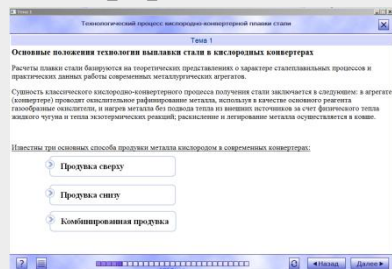 Тема 1
Технологический процесс кислородно-конвертерной плавки стали
Тема 1
Основные положения технологии выплавки стали в кислородных конвертерах
Расчеты плавки стали базируются на теоретических представлениях о характере сталеплавильных процессов и
практических данных работы современных металлургических агрегатов.
Сущность классического кислородно-конвертерного процесса получения стали заключается в следующем: в агрегате
(конвертере) проводят окислительное рафинирование металла, используя в качестве основного реагента
газообразные окислители, и нагрев металла без подвода тепла из внешних источников за счет физического тепла
жидкого чугуна и тепла экзотермических реакций; раскисление и легирование металла осуществляется в ковше.
Известны три основных способа продувки металла кислородом в современных конвертерах:
Продувка сверху
Продувка снизу
Комбинированная продувка
Назад
Далее